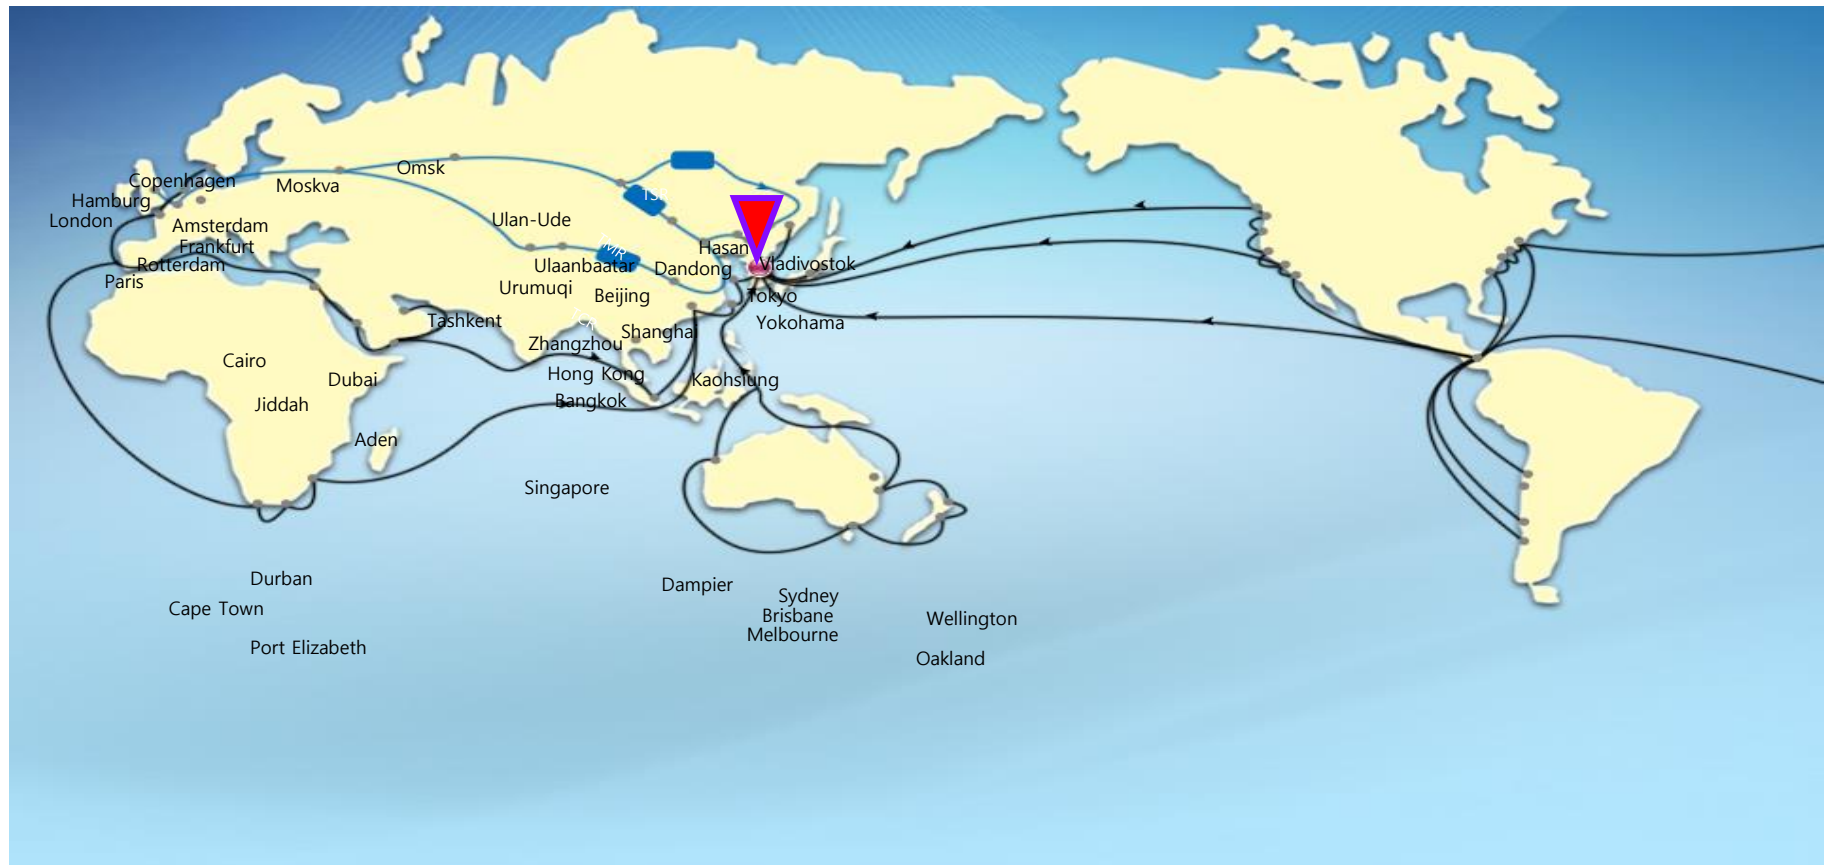 Omsk
Copenhagen
Moskva
Hamburg
TSR
London
Ulan-Ude
Amsterdam
Frankfurt
Hasan
Rotterdam
Ulaanbaatar
Dandong
Vladivostok
Paris
Urumuqi
Beijing
Tokyo
Tashkent
Shanghai
Yokohama
Zhangzhou
Cairo
Hong Kong
Dubai
Kaohsiung
Bangkok
Jiddah
Aden
Singapore
Durban
Dampier
Sydney
Cape Town
Brisbane
Wellington
Melbourne
Port Elizabeth
Oakland